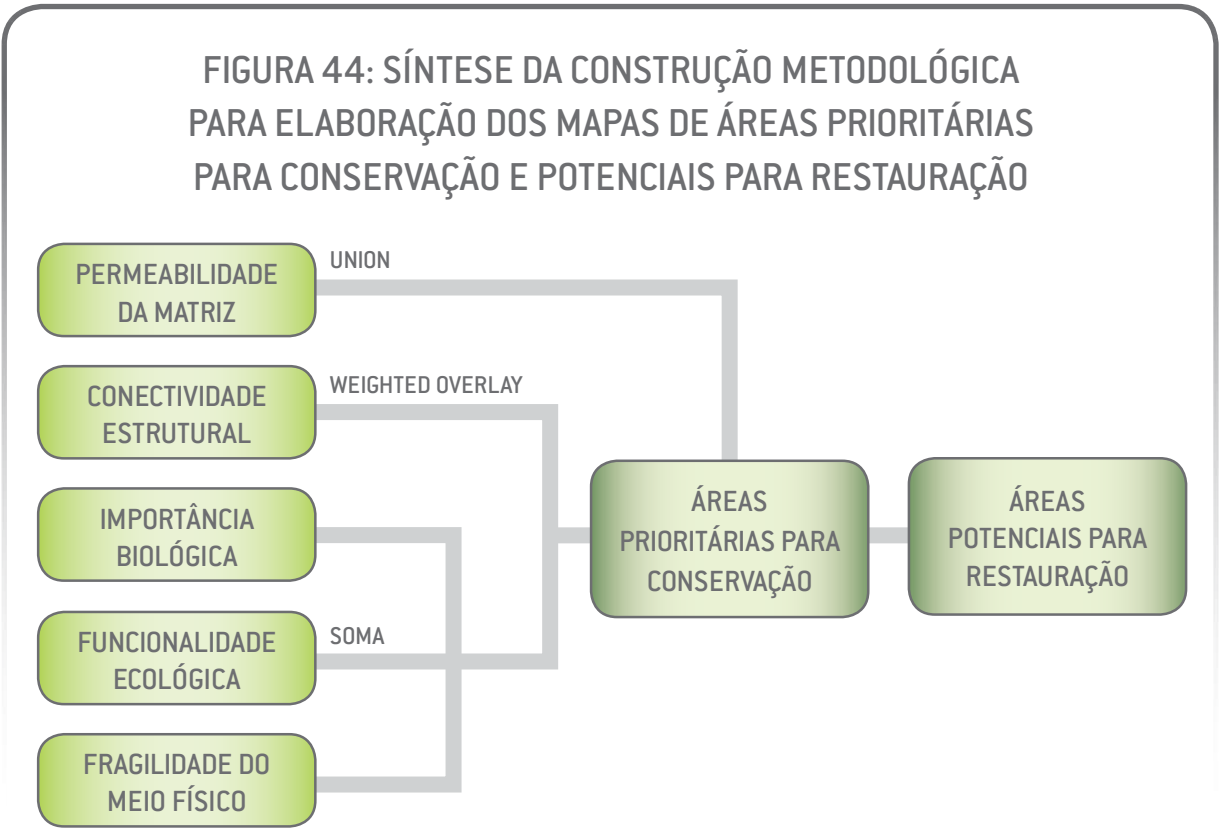 FIGURA 44: SÍNTESE DA CONSTRUÇÃO METODOLÓGICA
PARA ELABORAÇÃO DOS MAPAS DE ÁREAS PRIORITÁRIAS
PARA CONSERVAÇÃO E POTENCIAIS PARA RESTAURAÇÃO
PERMEABILIDADE
DA MATRIZ
UNION
CONECTIVIDADE
ESTRUTURAL
WEIGHTED OVERLAY
IMPORTÂNCIA
BIOLÓGICA
FUNCIONALIDADE
ECOLÓGICA
SOMA
FRAGILIDADE DO
MEIO FÍSICO
ÁREAS
PRIORITÁRIAS PARA
CONSERVAÇÃO
ÁREAS
POTENCIAIS PARA
RESTAURAÇÃO